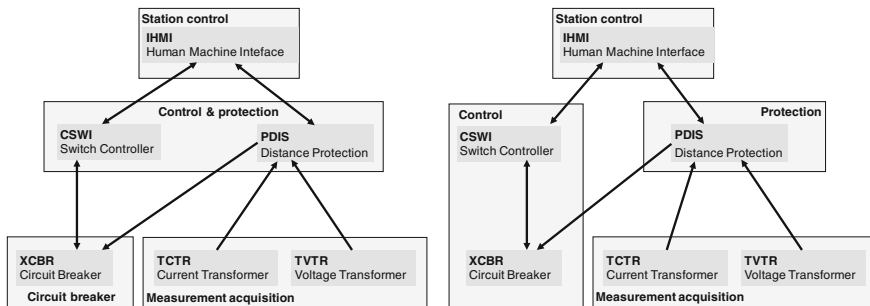 Station control
IHMI
Human Machine Inteface
Control & protection
CSWI
Switch Controller
PDIS
Distance Protection
XCBR
Circuit Breaker
Circuit breaker
TCTR
Current Transformer
TVTR
Voltage Transformer
Measurement acquisition
Station control
IHMI
Human Machine Interface
Control
CSWI
Switch Controller
Protection
PDIS
Distance Protection
XCBR
Circuit Breaker
TCTR
Current Transformer
TVTR
Voltage Transformer
Measurement acquisition